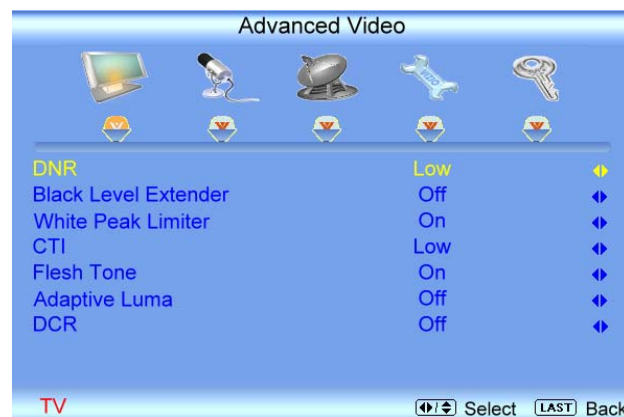 Advanced Video
VIZIO
DNR Low
Black Level Extender Off
White Peak Limiter On
CTI Low
Flesh Tone On
Adaptive Luma Off
DCR Off
TV Select LAST Back